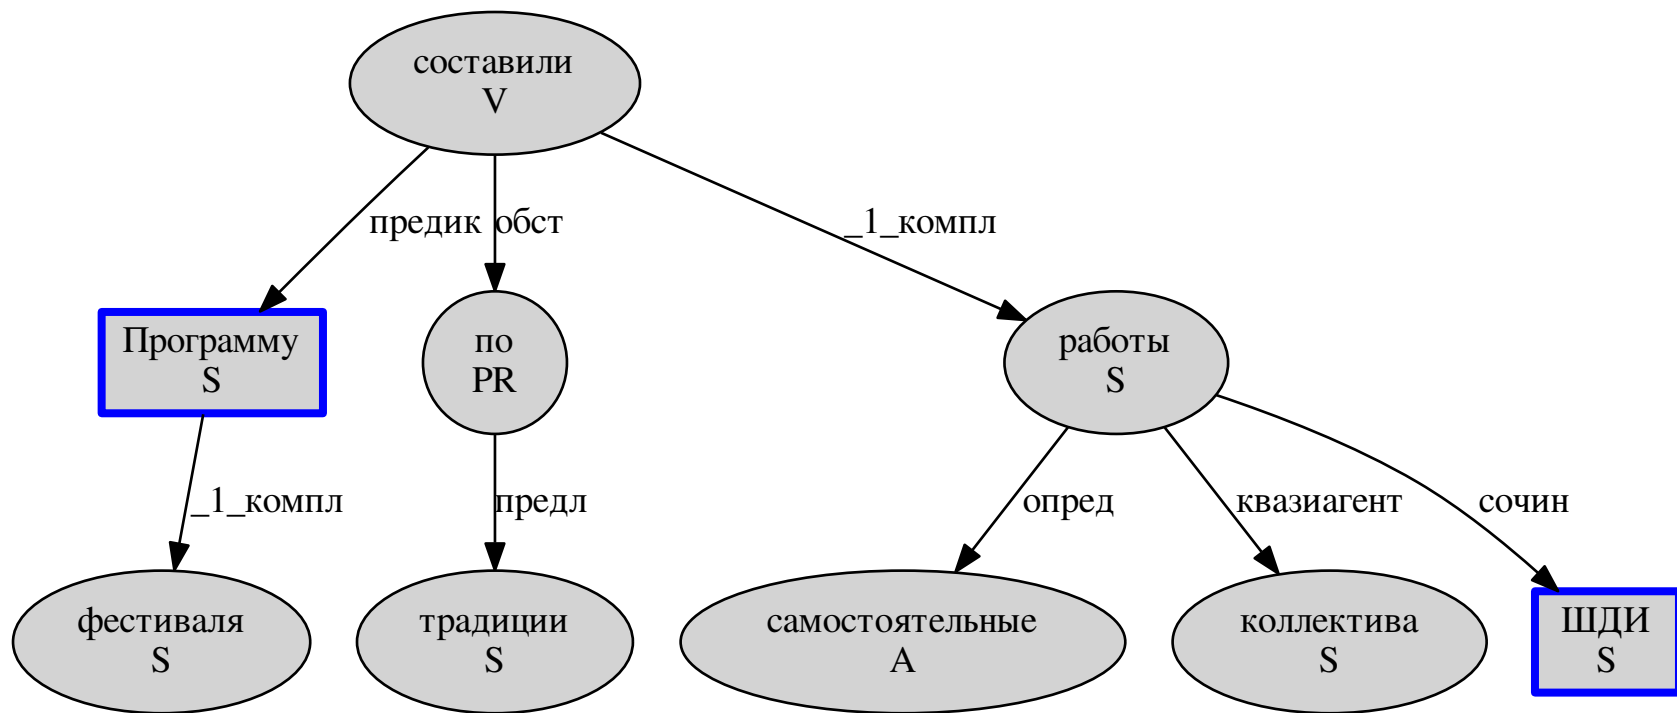 составили
V
предик
обст
_1_компл
Программу
S
по
PR
работы
S
_1_компл
предл
опред
квазиагент
сочин
фестиваля
S
традиции
S
самостоятельные
A
коллектива
S
ШДИ
S